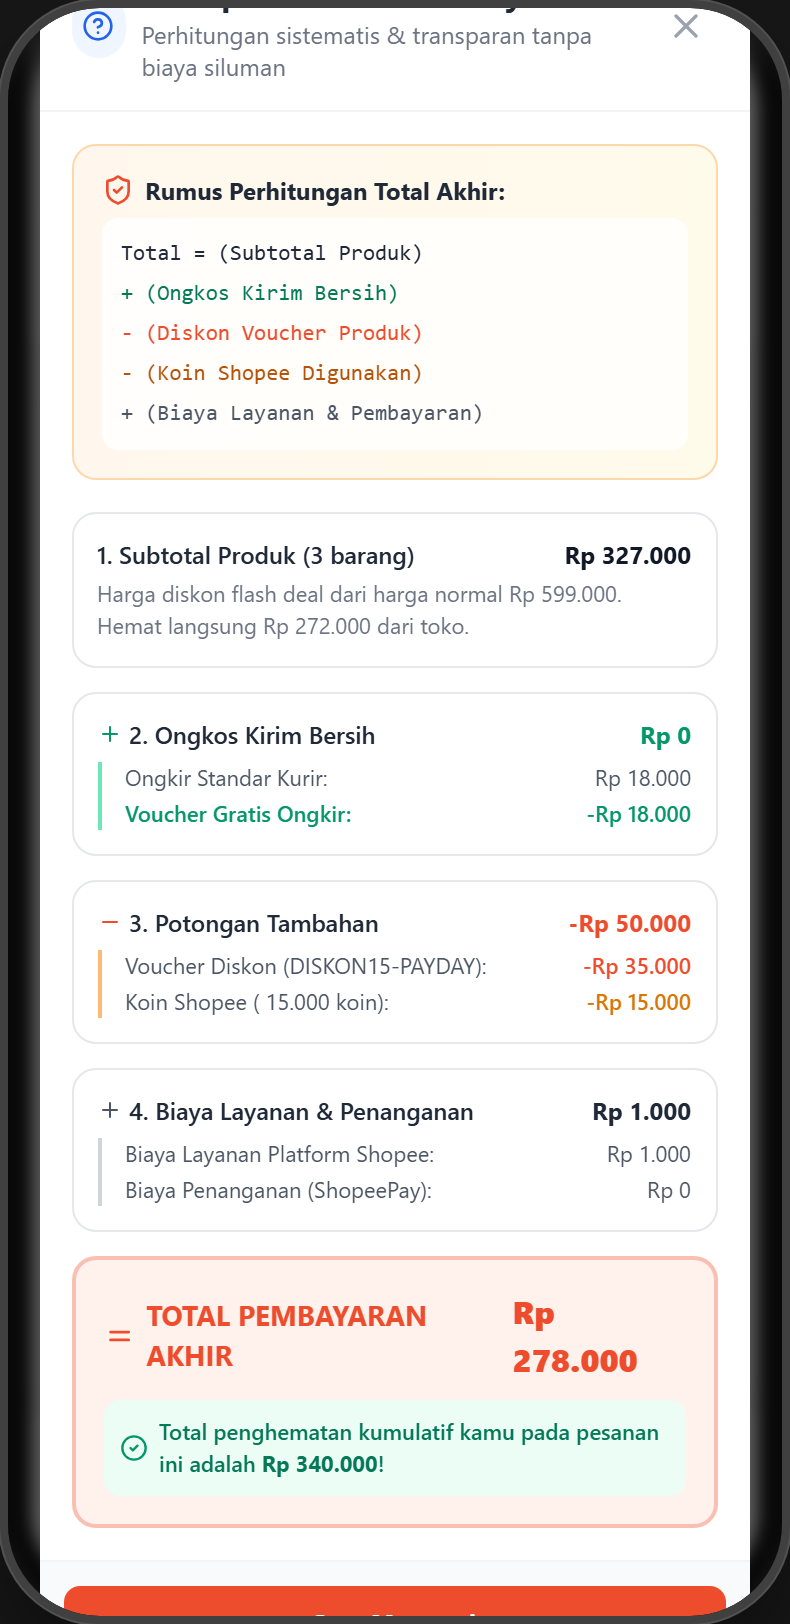 Perhitungan sistematis & transparan tanpa
biaya siluman
Rumus Perhitungan Total Akhir:
Total = (Subtotal Produk)
+ (Ongkos Kirim Bersih)
- (Diskon Voucher Produk)
- (Koin Shopee Digunakan)
+ (Biaya Layanan & Pembayaran)
1. Subtotal Produk (3 barang) Rp 327.000
Harga diskon flash deal dari harga normal Rp 599.000.
Hemat langsung Rp 272.000 dari toko.
+ 2. Ongkos Kirim Bersih Rp 0
Ongkir Standar Kurir: Rp 18.000
Voucher Gratis Ongkir: -Rp 18.000
− 3. Potongan Tambahan -Rp 50.000
Voucher Diskon (DISKON15-PAYDAY): -Rp 35.000
Koin Shopee ( 15.000 koin): -Rp 15.000
+ 4. Biaya Layanan & Penanganan Rp 1.000
Biaya Layanan Platform Shopee: Rp 1.000
Biaya Penanganan (ShopeePay): Rp 0
= TOTAL PEMBAYARAN AKHIR Rp 278.000
Total penghematan kumulatif kamu pada pesanan
ini adalah Rp 340.000!